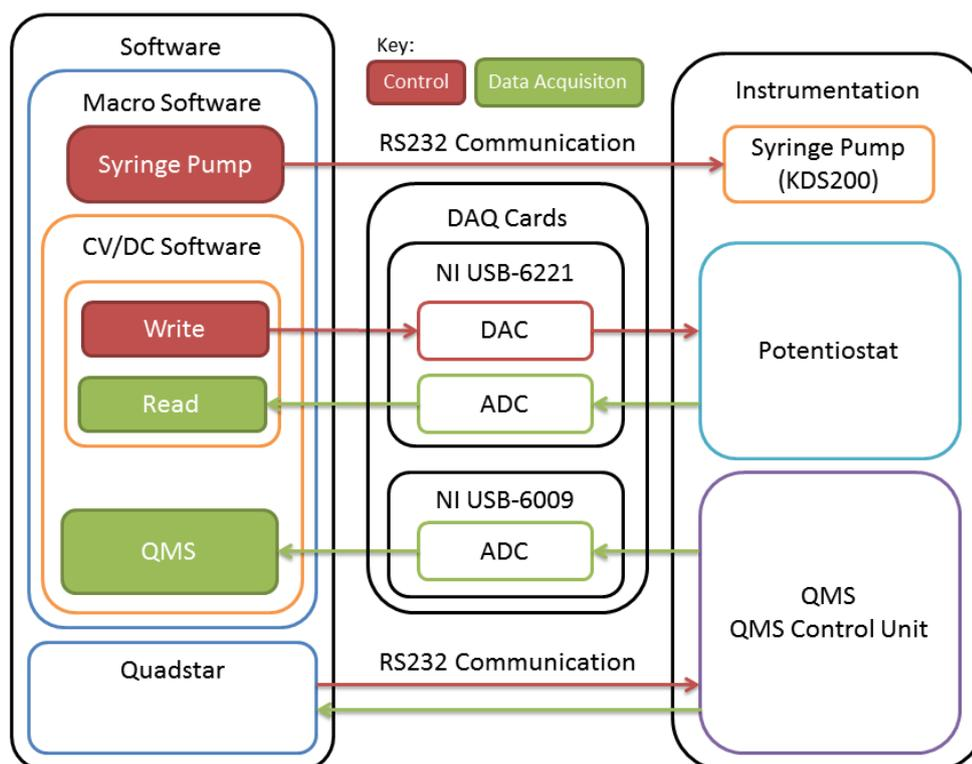 Software
Key:
Control
Data Acquisiton
Macro Software
Instrumentation
Syringe Pump
RS232 Communication
Syringe Pump
(KDS200)
DAQ Cards
CV/DC Software
NI USB-6221
Write
DAC
Potentiostat
Read
ADC
NI USB-6009
QMS
ADC
QMS
QMS Control Unit
Quadstar
RS232 Communication